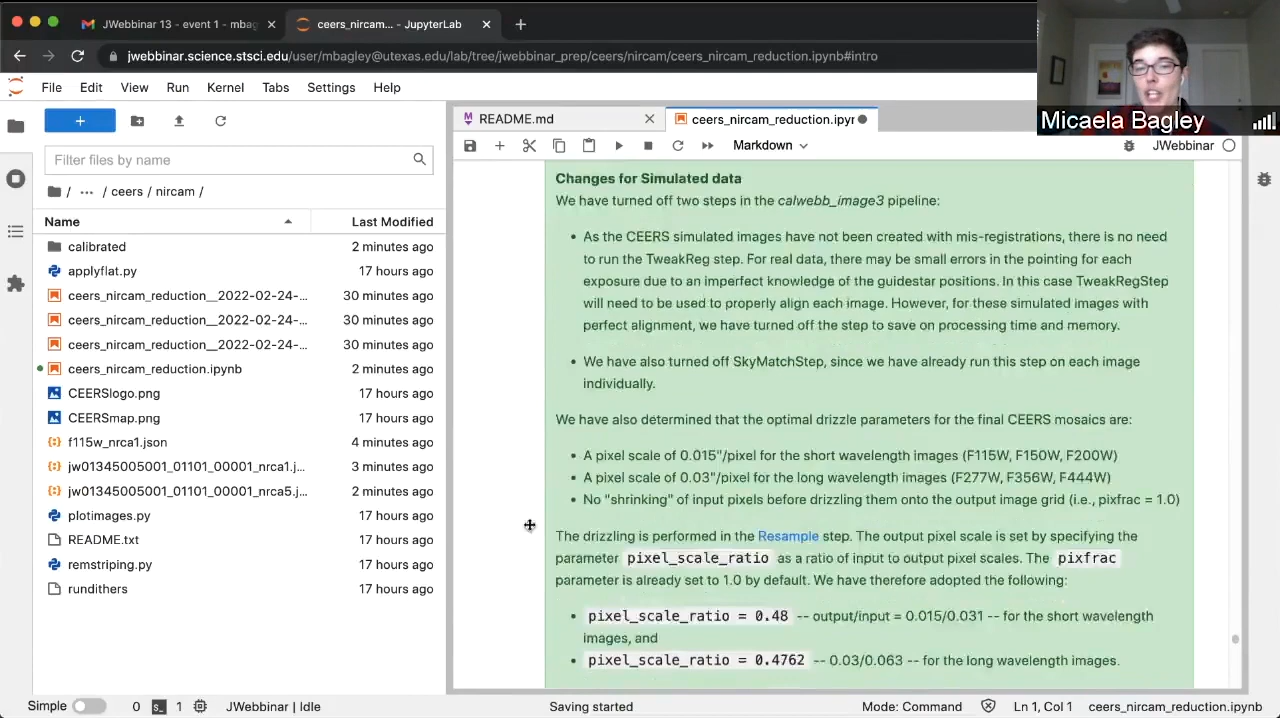 JWebbinar 13 - event 1 - mbag
ceers_nircam... - JupyterLab
jwebbinar.science.stsci.edu/user/mbagley@utexas.edu/lab/tree/jwebbinar_prep/ceers/nircam/ceers_nircam_reduction.ipynb#intro
Micaela Bagley
File Edit View Run Kernel Tabs Settings Help
README.md
ceers_nircam_reduction.ipyr
Markdown
JWebbinar
Filter files by name
/ ... / ceers / nircam /
Name Last Modified
calibrated 2 minutes ago
applyflat.py 17 hours ago
ceers_nircam_reduction__2022-02-24-... 30 minutes ago
ceers_nircam_reduction__2022-02-24-... 30 minutes ago
ceers_nircam_reduction__2022-02-24-... 30 minutes ago
ceers_nircam_reduction.ipynb 2 minutes ago
CEERSlogo.png 17 hours ago
CEERSmap.png 17 hours ago
f115w_nrca1.json 4 minutes ago
jw01345005001_01101_00001_nrca1.j... 3 minutes ago
jw01345005001_01101_00001_nrca5.j... 2 minutes ago
plotimages.py 17 hours ago
README.txt 17 hours ago
remstriping.py 17 hours ago
rundithers 17 hours ago
Changes for Simulated data
We have turned off two steps in the calwebb_image3 pipeline:
• As the CEERS simulated images have not been created with mis-registrations, there is no need
to run the TweakReg step. For real data, there may be small errors in the pointing for each
exposure due to an imperfect knowledge of the guidestar positions. In this case TweakRegStep
will need to be used to properly align each image. However, for these simulated images with
perfect alignment, we have turned off the step to save on processing time and memory.
• We have also turned off SkyMatchStep, since we have already run this step on each image
individually.
We have also determined that the optimal drizzle parameters for the final CEERS mosaics are:
• A pixel scale of 0.015"/pixel for the short wavelength images (F115W, F150W, F200W)
• A pixel scale of 0.03"/pixel for the long wavelength images (F277W, F356W, F444W)
• No "shrinking" of input pixels before drizzling them onto the output image grid (i.e., pixfrac = 1.0)
The drizzling is performed in the Resample step. The output pixel scale is set by specifying the
parameter pixel_scale_ratio as a ratio of input to output pixel scales. The pixfrac
parameter is already set to 1.0 by default. We have therefore adopted the following:
• pixel_scale_ratio = 0.48 -- output/input = 0.015/0.031 -- for the short wavelength
images, and
• pixel_scale_ratio = 0.4762 -- 0.03/0.063 -- for the long wavelength images.
Simple 0 1 JWebbinar | Idle Saving started Mode: Command Ln 1, Col 1 ceers_nircam_reduction.ipynb